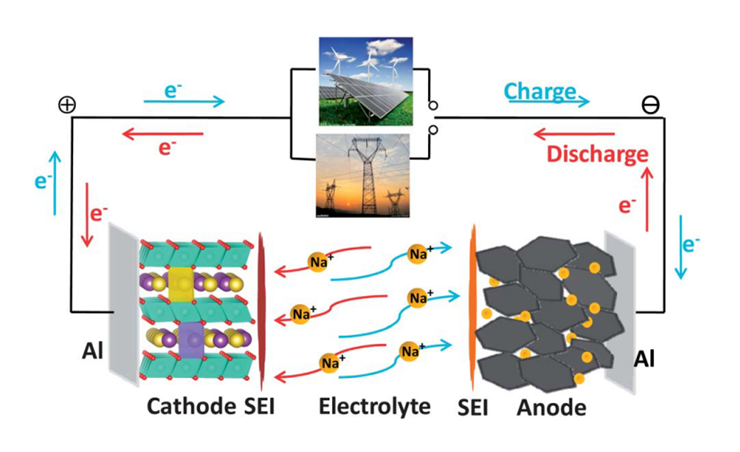 e-
Charge
⊕
⊖
e-
Discharge
e-
e-
e-
e-
Na+
Na+
Na+
Na+
Na+
Na+
Al
Al
Cathode SEI
Electrolyte
SEI
Anode